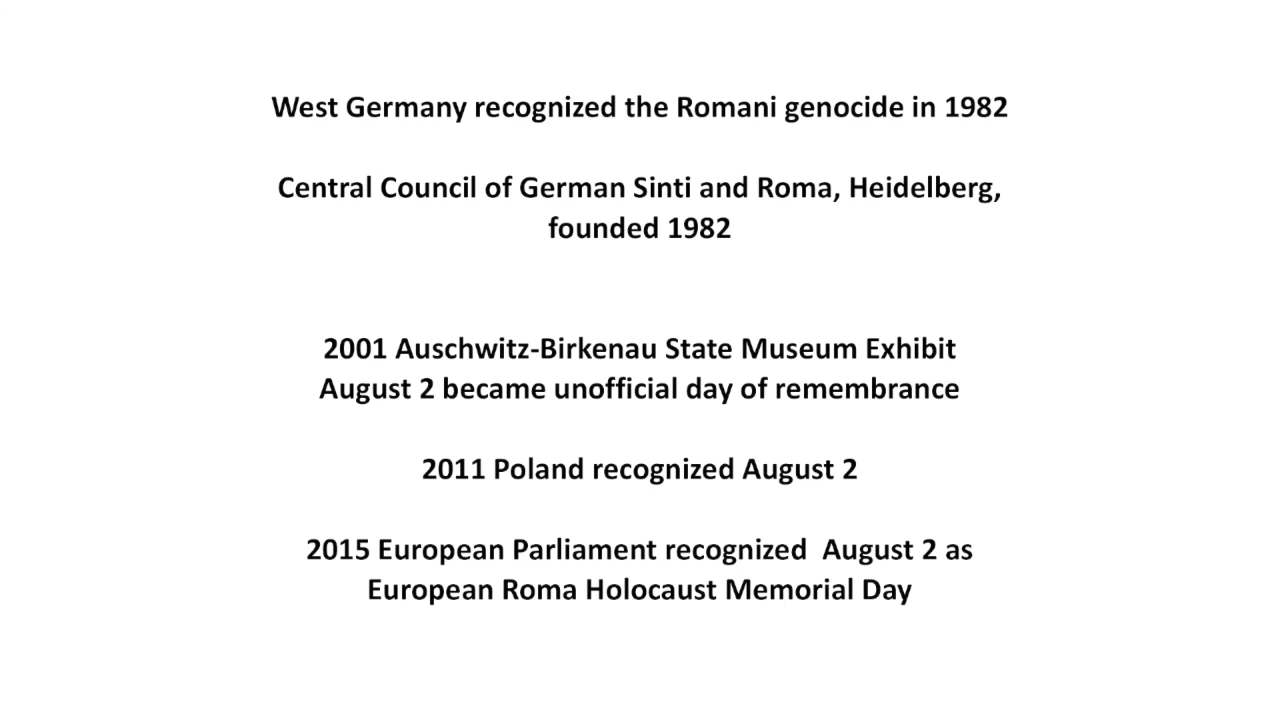 West Germany recognized the Romani genocide in 1982
Central Council of German Sinti and Roma, Heidelberg,
founded 1982
2001 Auschwitz-Birkenau State Museum Exhibit
August 2 became unofficial day of remembrance
2011 Poland recognized August 2
2015 European Parliament recognized  August 2 as
European Roma Holocaust Memorial Day